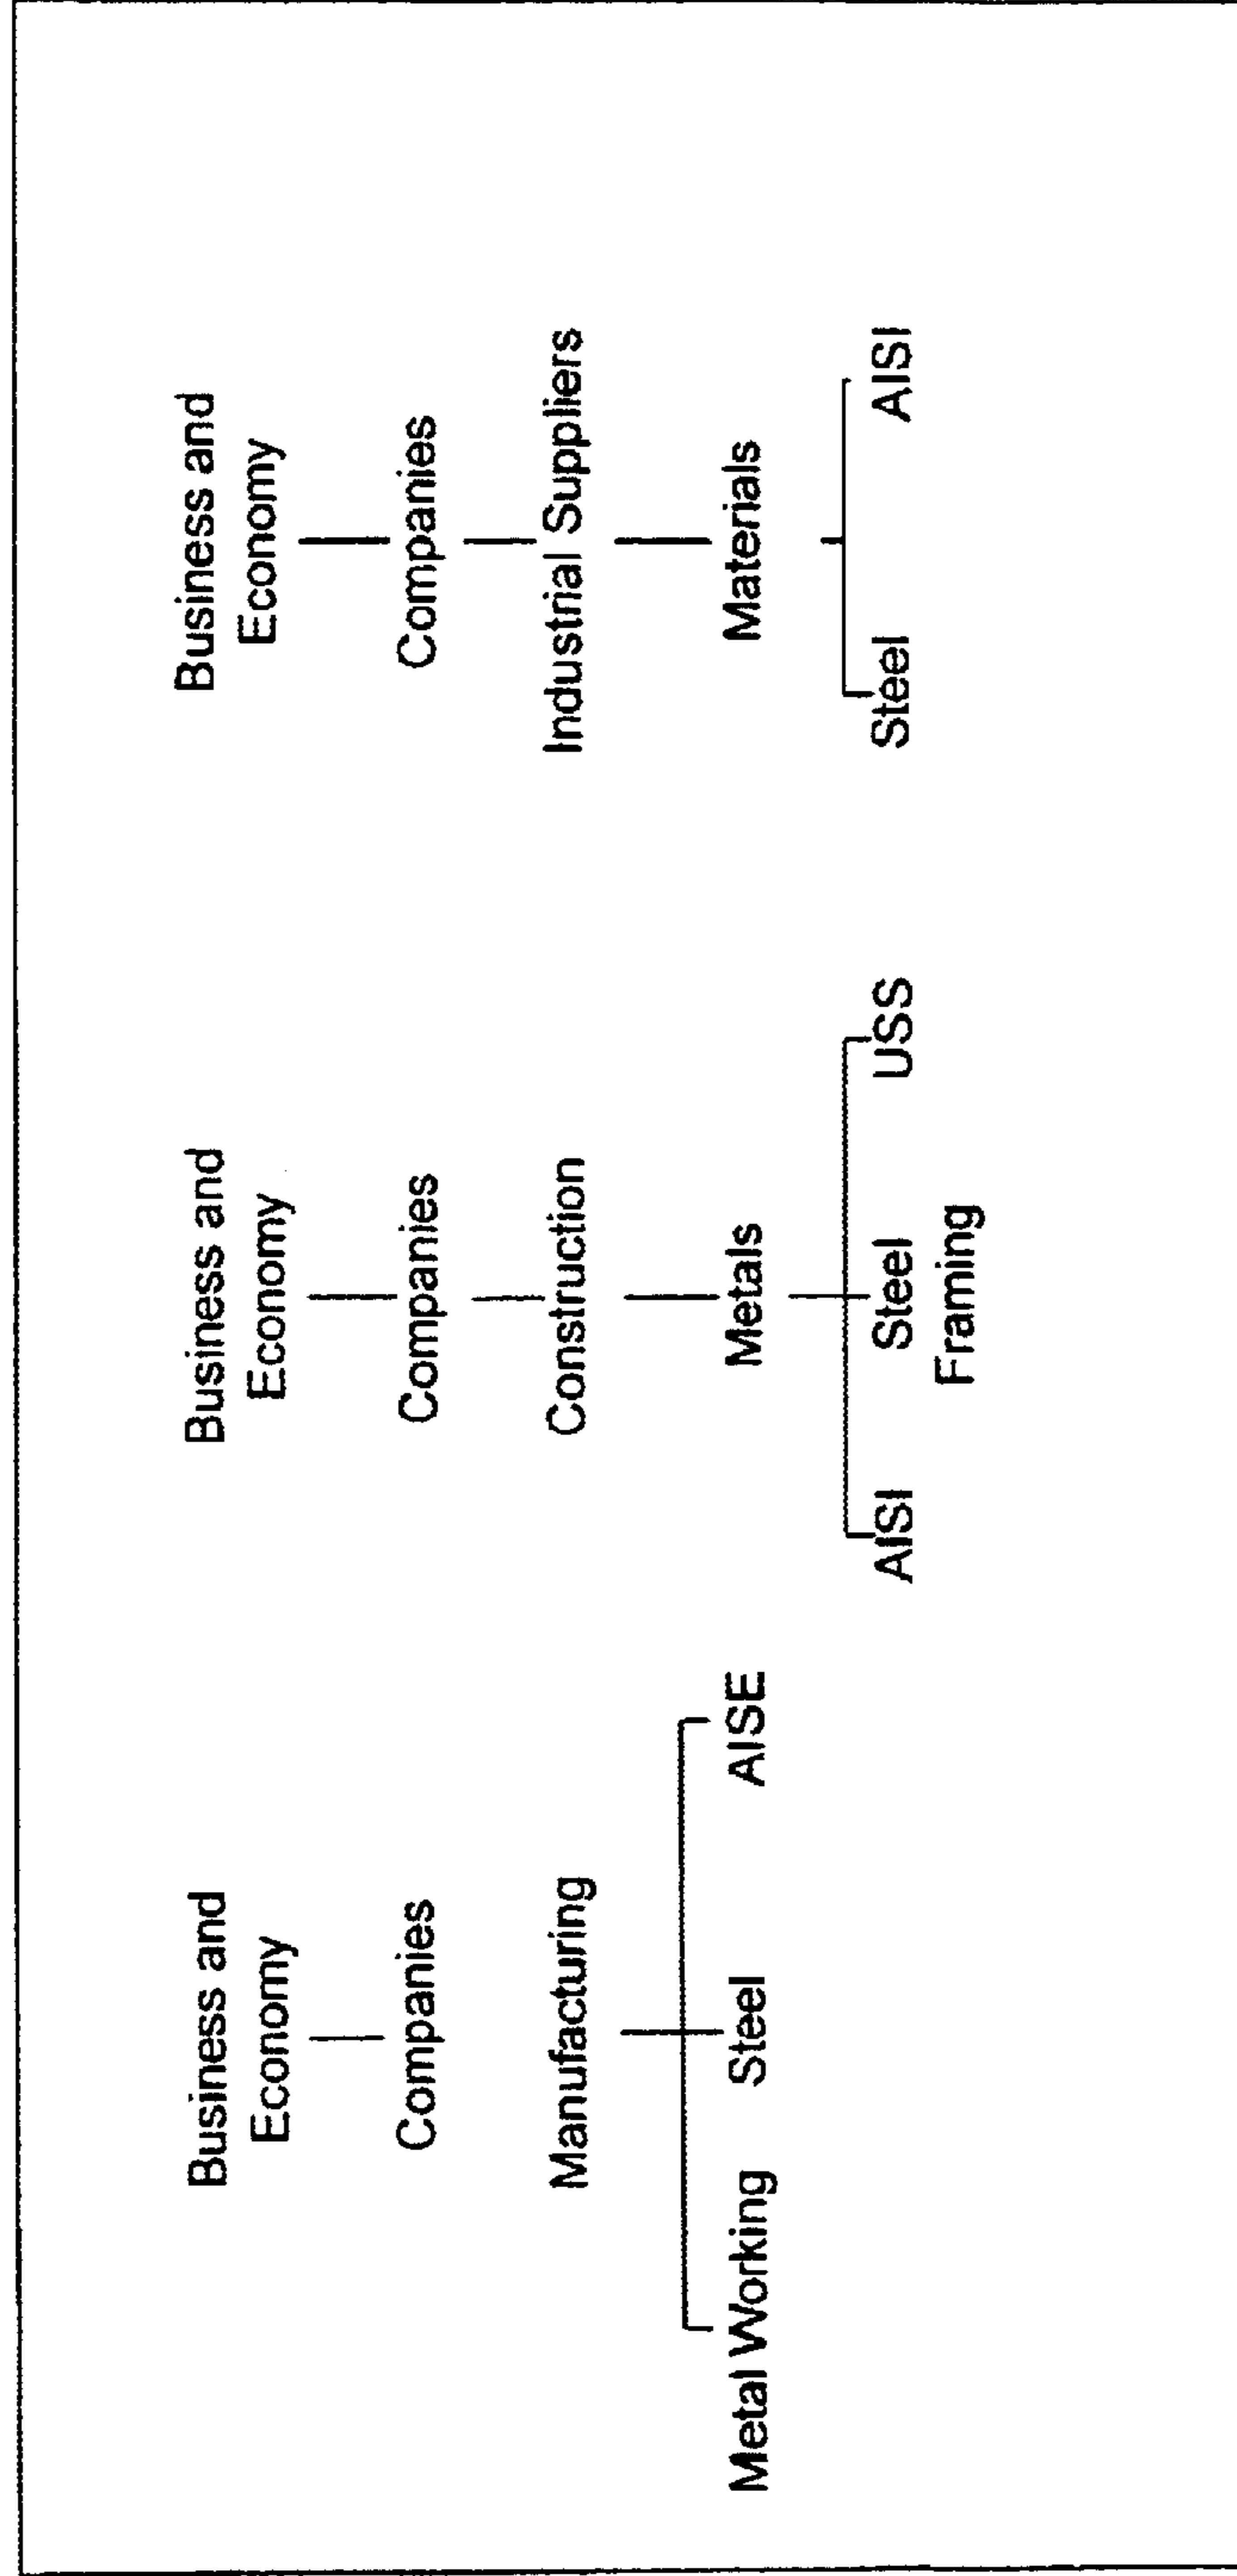 Business and
Economy
Companies
Manufacturing
Metal Working
Steel
AISE
Business and
Economy
Companies
Construction
Metals
AISI
Steel
Framing
USS
Business and
Economy
Companies
Industrial Suppliers
Materials
Steel
AISI